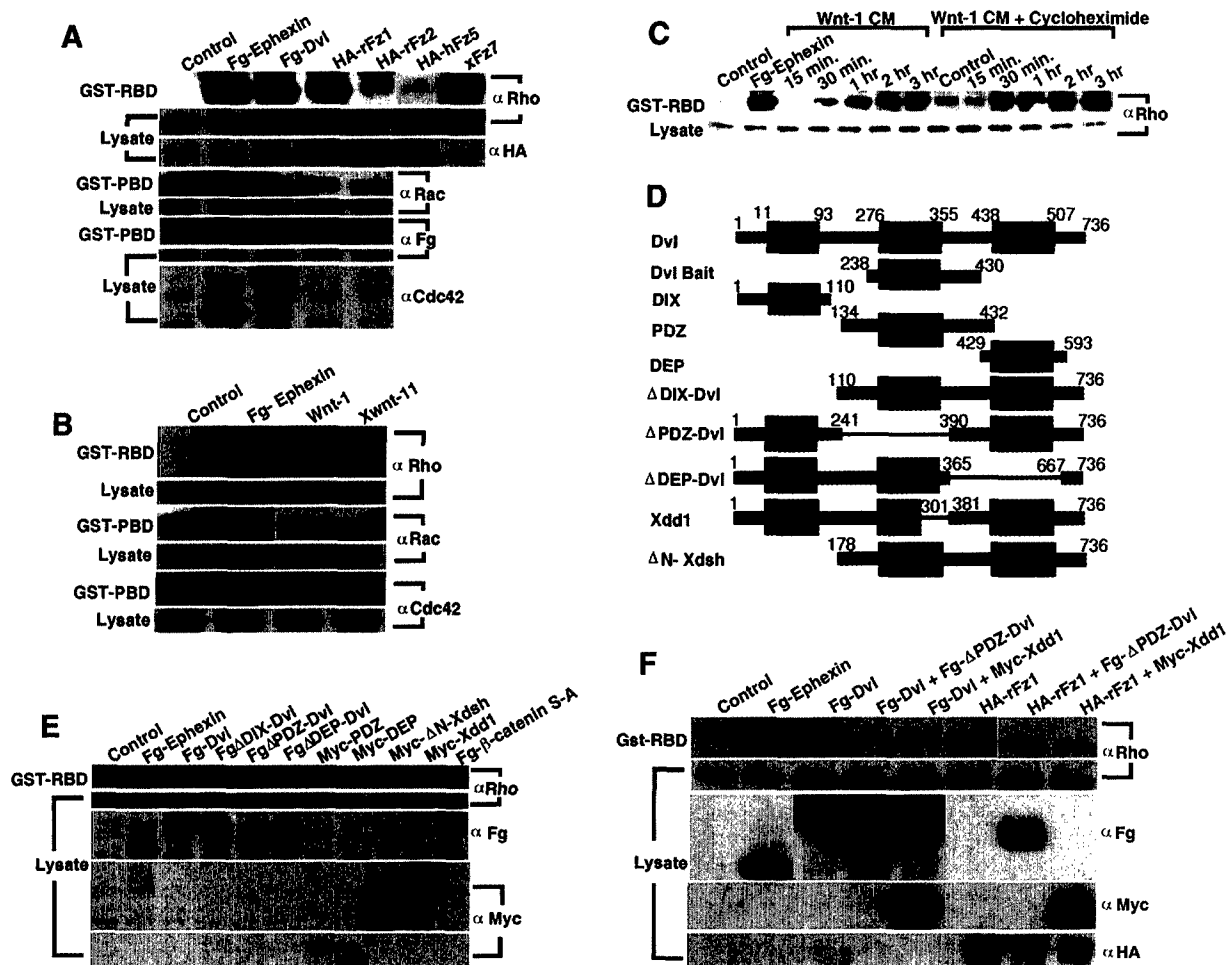 A
Control
Fg-Ephexin
Fg-Dvl
HA-rFz1
HA-rFz2
HA-hFz5
xFz7
GST-RBD
α Rho
Lysate
α HA
GST-PBD
α Rac
Lysate
GST-PBD
α Fg
Lysate
αCdc42
B
Control
Fg- Ephexin
Wnt-1
Xwnt-11
GST-RBD
α Rho
Lysate
GST-PBD
α Rac
Lysate
GST-PBD
α Cdc42
Lysate
C
Wnt-1 CM
Wnt-1 CM + Cycloheximide
Control
Fg-Ephexin
15 min.
30 min.
1 hr
2 hr
3 hr
Control
15 min.
30 min.
1 hr
2 hr
3 hr
GST-RBD
α Rho
Lysate
D
1 11 93 276 355 438 507 736
Dvl
238 430
Dvl Bait
1 110
DIX
134 432
PDZ
429 593
DEP
110 736
Δ DIX-Dvl
1 241 390 736
Δ PDZ-Dvl
1 365 667 736
Δ DEP-Dvl
1 301 381 736
Xdd1
178 736
Δ N- Xdsh
E
Control
Fg-Ephexin
Fg-Dvl
FgΔDIX-Dvl
FgΔPDZ-Dvl
FgΔDEP-Dvl
Myc-PDZ
Myc-DEP
Myc-ΔN-Xdsh
Myc-Xdd1
Fg-β-catenin S-A
GST-RBD
αRho
α Fg
Lysate
α Myc
F
Control
Fg-Ephexin
Fg-Dvl
Fg-Dvl + Fg-ΔPDZ-Dvl
Fg-Dvl + Myc-Xdd1
HA-rFz1
HA-rFz1 + Fg-ΔPDZ-Dvl
HA-rFz1 + Myc-Xdd1
Gst-RBD
αRho
α Fg
Lysate
α Myc
α HA